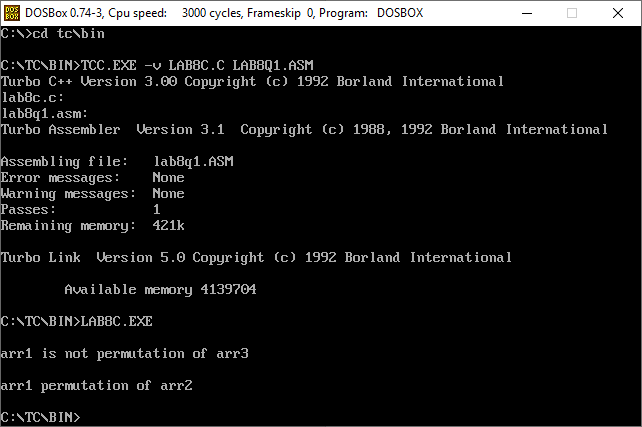 DOSBox 0.74-3, Cpu speed: 3000 cycles, Frameskip 0, Program: DOSBOX
C:\>cd tc\bin
C:\TC\BIN>TCC.EXE -v LAB8C.C LAB8Q1.ASM
Turbo C++ Version 3.00 Copyright (c) 1992 Borland International
lab8c.c:
lab8q1.asm:
Turbo Assembler  Version 3.1  Copyright (c) 1988, 1992 Borland International
Assembling file:   lab8q1.ASM
Error messages:    None
Warning messages:  None
Passes:            1
Remaining memory:  421k
Turbo Link  Version 5.0 Copyright (c) 1992 Borland International
Available memory 4139704
C:\TC\BIN>LAB8C.EXE
arr1 is not permutation of arr3
arr1 permutation of arr2
C:\TC\BIN>